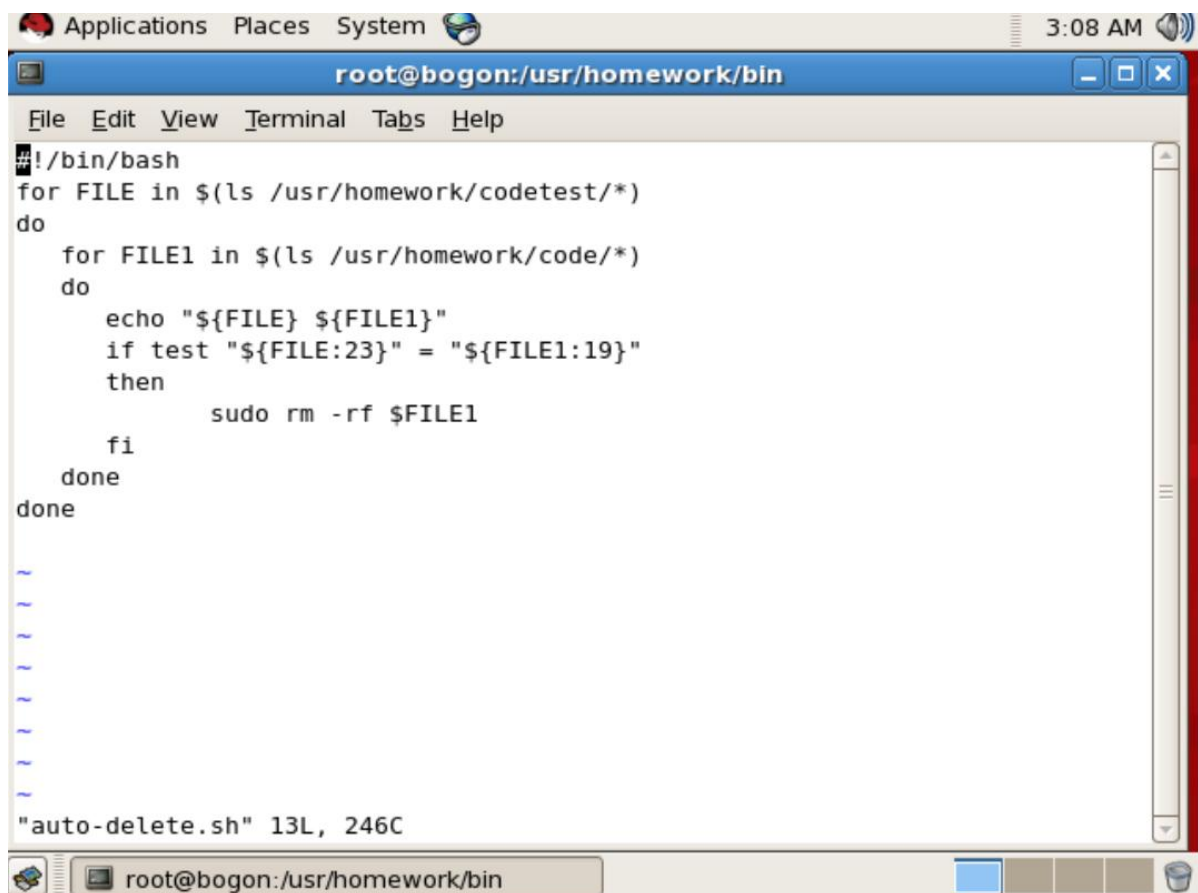 Applications Places System 3:08 AM
root@bogon:/usr/homework/bin
File Edit View Terminal Tabs Help
#!/bin/bash
for FILE in $(ls /usr/homework/codetest/*)
do
   for FILE1 in $(ls /usr/homework/code/*)
   do
      echo "${FILE} ${FILE1}"
      if test "${FILE:23}" = "${FILE1:19}"
      then
            sudo rm -rf $FILE1
      fi
   done
done
~
~
~
~
~
~
~
~
"auto-delete.sh" 13L, 246C
root@bogon:/usr/homework/bin